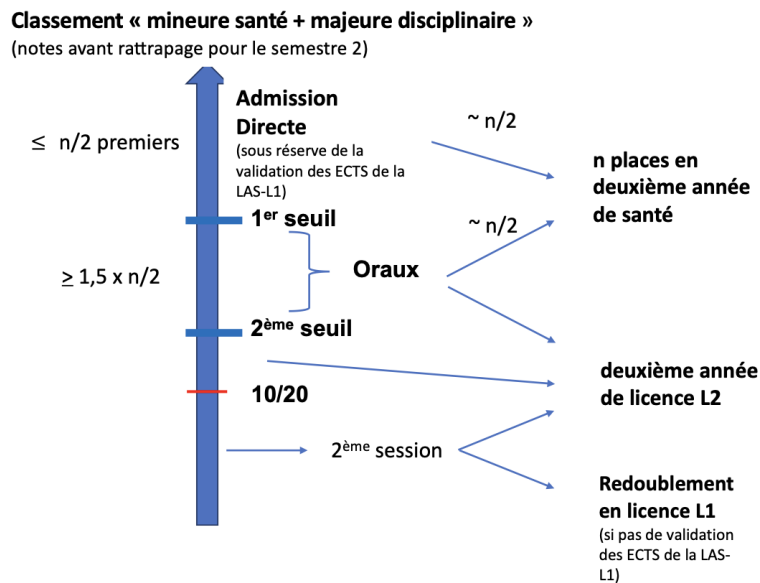 Classement « mineure santé + majeure disciplinaire »
(notes avant rattrapage pour le semestre 2)
≤ n/2 premiers
Admission
Directe
(sous réserve de la
validation des ECTS de la
LAS-L1)
~ n/2
n places en
deuxième année
de santé
1er seuil
~ n/2
≥ 1,5 x n/2
Oraux
2ème seuil
deuxième année
de licence L2
10/20
2ème session
Redoublement
en licence L1
(si pas de validation
des ECTS de la LAS-
L1)